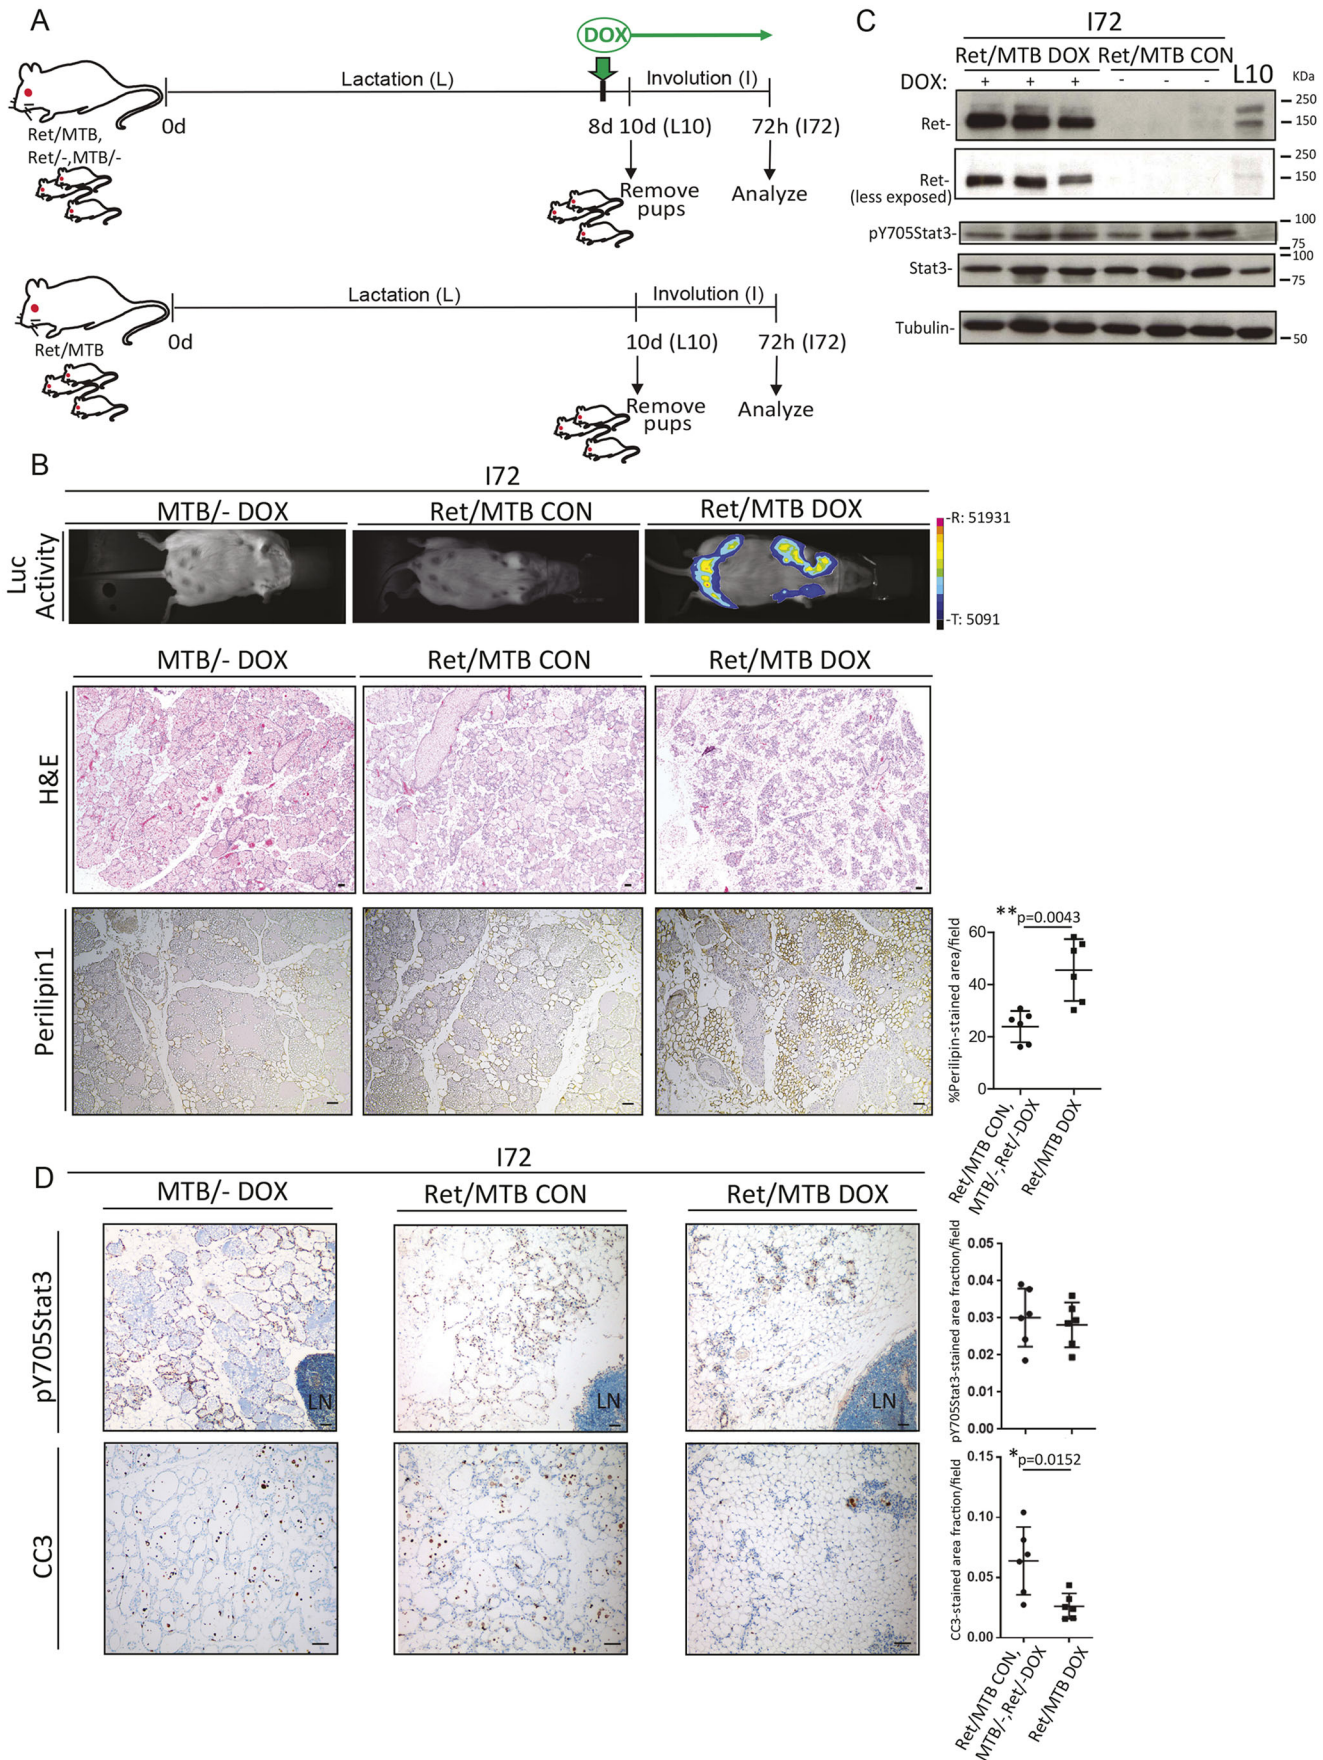 A
DOX
Lactation (L)
Involution (I)
0d
8d 10d (L10)
72h (I72)
Ret/MTB,
Ret/-,MTB/-
Remove
pups
Analyze
Lactation (L)
Involution (I)
0d
10d (L10)
72h (I72)
Ret/MTB
Remove
pups
Analyze
C
I72
Ret/MTB DOX
Ret/MTB CON
L10
KDa
DOX: + + + - - -
Ret-
250
150
Ret-
(less exposed)
250
150
pY705Stat3-
100
75
Stat3-
100
75
Tubulin-
50
B
I72
MTB/- DOX
Ret/MTB CON
Ret/MTB DOX
Luc
Activity
-R: 51931
-T: 5091
MTB/- DOX
Ret/MTB CON
Ret/MTB DOX
H&E
Perilipin1
%Perilipin-stained area/field
**
p=0.0043
60
40
20
0
Ret/MTB CON,
MTB/-,Ret/-DOX
Ret/MTB DOX
D
I72
MTB/- DOX
Ret/MTB CON
Ret/MTB DOX
pY705Stat3
LN
LN
LN
pY705Stat3-stained area fraction/field
0.05
0.04
0.03
0.02
0.01
0.00
CC3
CC3-stained area fraction/field
*
p=0.0152
0.15
0.10
0.05
0.00
Ret/MTB CON,
MTB/-,Ret/-DOX
Ret/MTB DOX